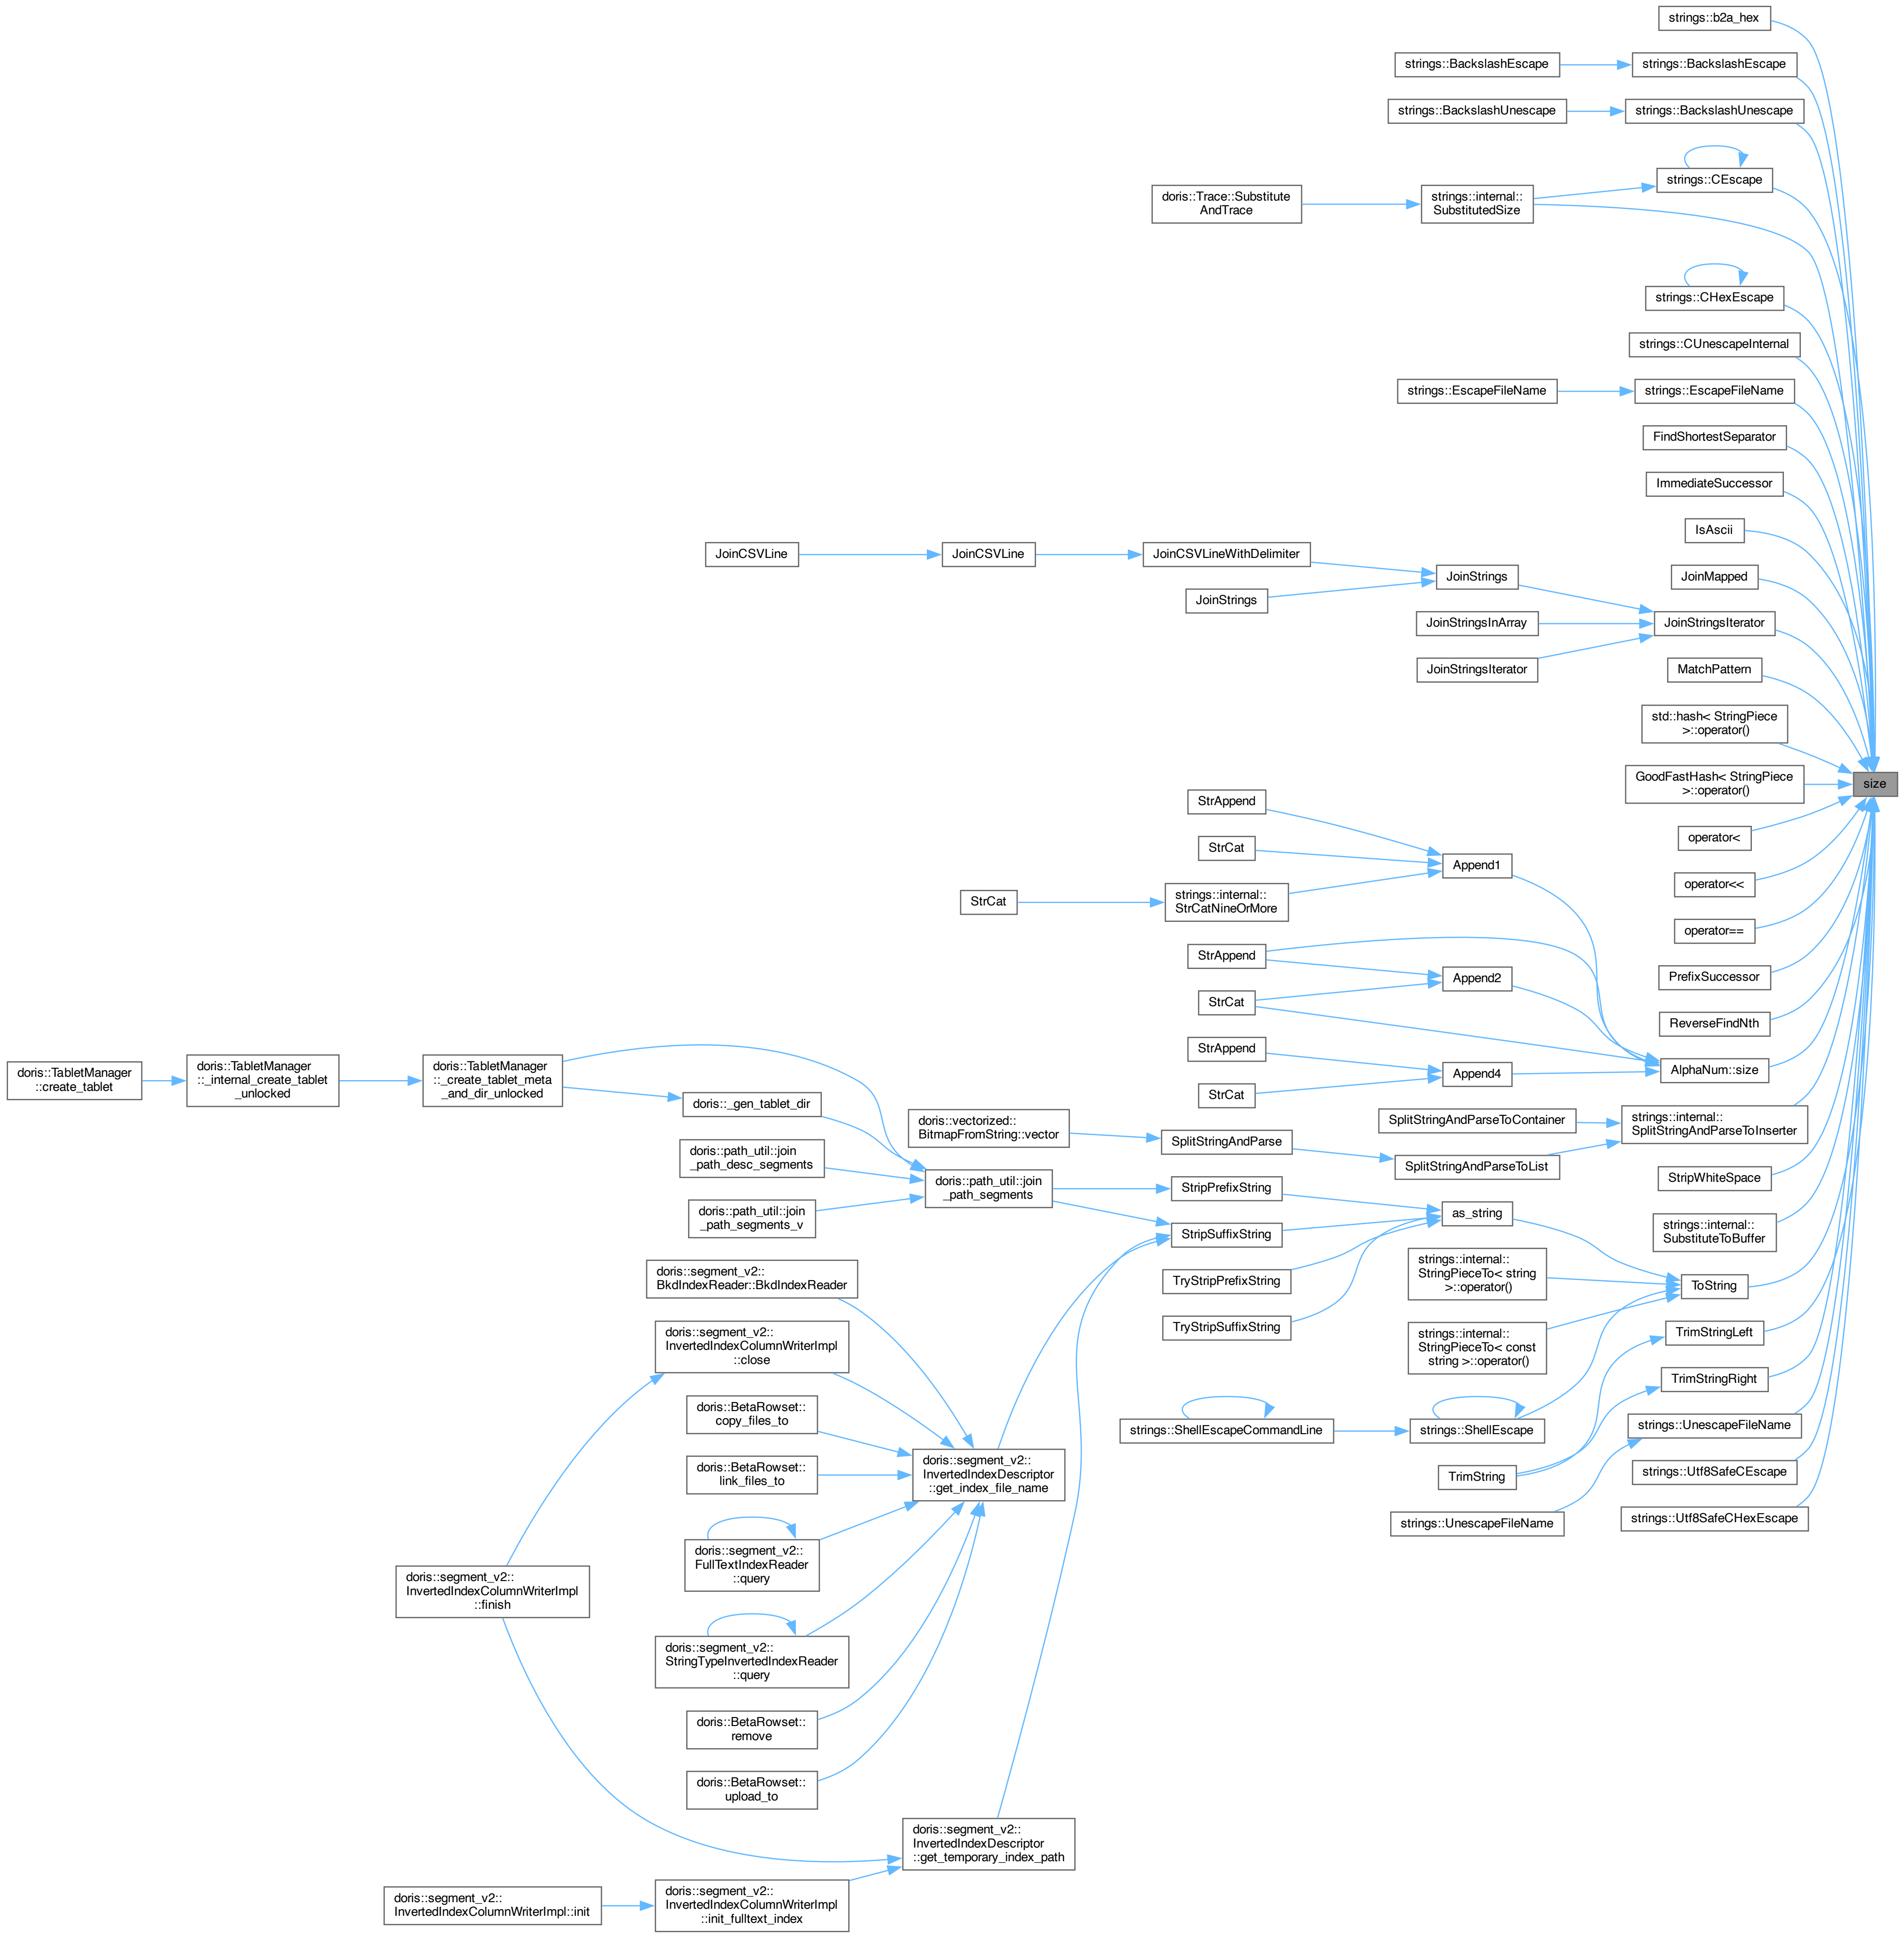 strings::b2a_hex
strings::BackslashEscape
strings::BackslashEscape
strings::BackslashUnescape
strings::BackslashUnescape
strings::CEscape
doris::Trace::Substitute
AndTrace
strings::internal::
SubstitutedSize
strings::CHexEscape
strings::CUnescapeInternal
strings::EscapeFileName
strings::EscapeFileName
FindShortestSeparator
ImmediateSuccessor
IsAscii
JoinCSVLine
JoinCSVLine
JoinCSVLineWithDelimiter
JoinStrings
JoinMapped
JoinStrings
JoinStringsInArray
JoinStringsIterator
JoinStringsIterator
MatchPattern
std::hash< StringPiece
>::operator()
GoodFastHash< StringPiece
>::operator()
size
StrAppend
operator<
StrCat
Append1
operator<<
StrCat
strings::internal::
StrCatNineOrMore
operator==
StrAppend
Append2
PrefixSuccessor
StrCat
ReverseFindNth
StrAppend
Append4
AlphaNum::size
StrCat
doris::TabletManager
::create_tablet
doris::TabletManager
::_internal_create_tablet
_unlocked
doris::TabletManager
::_create_tablet_meta
_and_dir_unlocked
doris::_gen_tablet_dir
doris::vectorized::
BitmapFromString::vector
SplitStringAndParse
SplitStringAndParseToContainer
strings::internal::
SplitStringAndParseToInserter
SplitStringAndParseToList
doris::path_util::join
_path_desc_segments
doris::path_util::join
_path_segments_v
doris::path_util::join
_path_segments
StripPrefixString
StripSuffixString
as_string
StripWhiteSpace
strings::internal::
SubstituteToBuffer
TryStripPrefixString
TryStripSuffixString
strings::internal::
StringPieceTo< string
>::operator()
ToString
strings::internal::
StringPieceTo< const
string >::operator()
TrimStringLeft
TrimStringRight
doris::segment_v2::
BkdIndexReader::BkdIndexReader
doris::segment_v2::
InvertedIndexColumnWriterImpl
::close
doris::BetaRowset::
copy_files_to
doris::BetaRowset::
link_files_to
doris::segment_v2::
InvertedIndexDescriptor
::get_index_file_name
strings::ShellEscapeCommandLine
strings::ShellEscape
strings::UnescapeFileName
TrimString
strings::Utf8SafeCEscape
strings::UnescapeFileName
strings::Utf8SafeCHexEscape
doris::segment_v2::
FullTextIndexReader
::query
doris::segment_v2::
InvertedIndexColumnWriterImpl
::finish
doris::segment_v2::
StringTypeInvertedIndexReader
::query
doris::BetaRowset::
remove
doris::BetaRowset::
upload_to
doris::segment_v2::
InvertedIndexDescriptor
::get_temporary_index_path
doris::segment_v2::
InvertedIndexColumnWriterImpl::init
doris::segment_v2::
InvertedIndexColumnWriterImpl
::init_fulltext_index